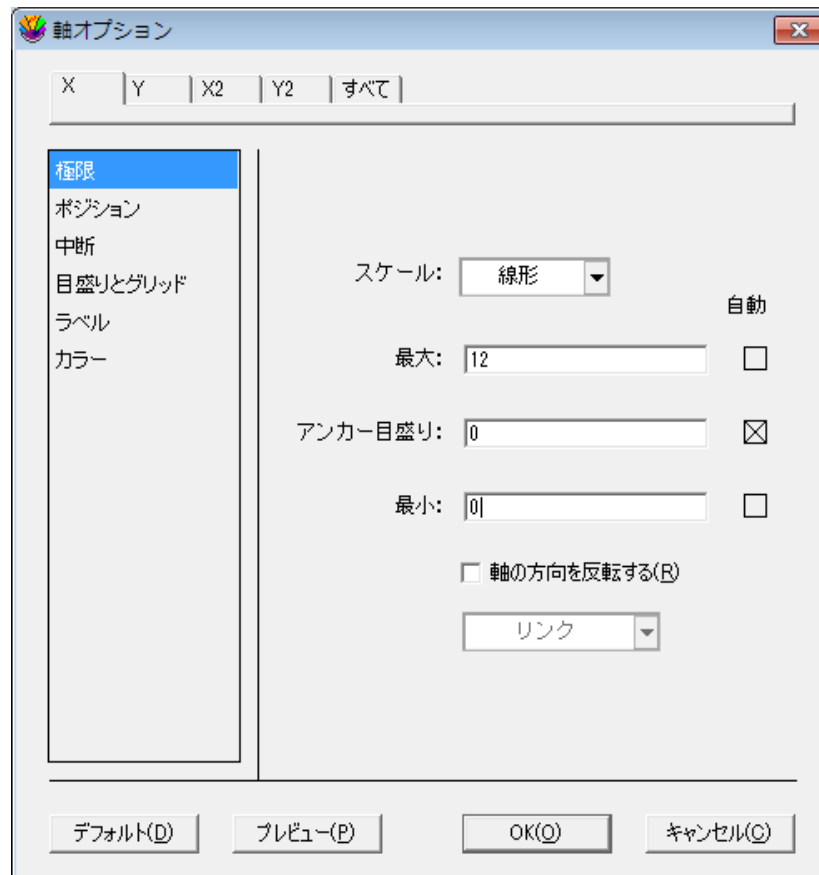 軸オプション
X Y X2 Y2 すべて
極限
ポジション
中断
目盛りとグリッド
ラベル
カラー
スケール: 線形
自動
最大: 12
アンカー目盛り: 0
最小: 0
軸の方向を反転する(R)
リンク
デフォルト(D) プレビュー(P) OK(O) キャンセル(C)